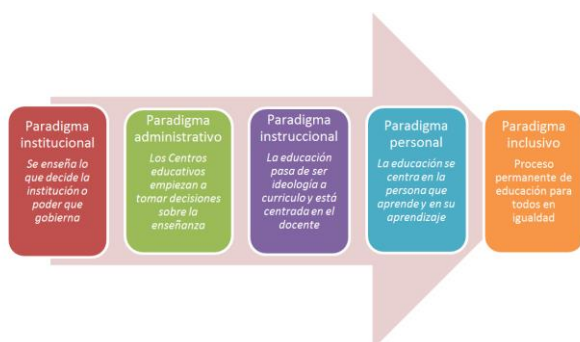 Paradigma
institucional
Se enseña lo
que decide la
institución o
poder que
gobierna
Paradigma
administrativo
Los Centros
educativos
empiezan a
tomar decisiones
sobre la
enseñanza
Paradigma
instruccional
La educación
pasa de ser
ideología a
curriculo y está
centrada en el
docente
Paradigma
personal
La educación se
centra en la
persona que
aprende y en su
aprendizaje
Paradigma
inclusivo
Proceso
permanente de
educación para
todos en
igualdad